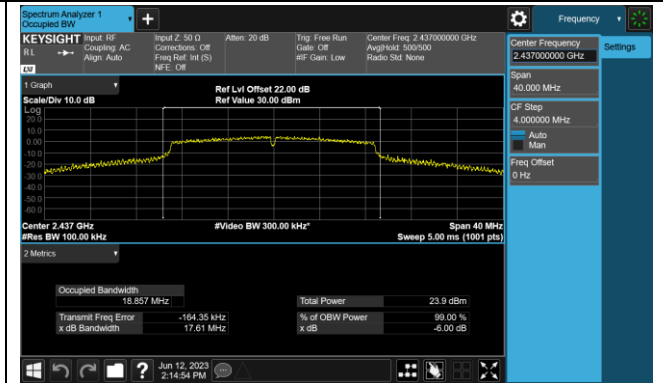 Spectrum Analyzer 1
Occupied BW
Frequency
KEYSIGHT
R L
LXI
Input: RF
Coupling: AC
Align: Auto
Input Z: 50 Ω
Corrections: Off
Freq Ref: Int (S)
NFE: Off
Atten: 20 dB
Trig: Free Run
Gate: Off
#IF Gain: Low
Center Freq: 2.437000000 GHz
Avg|Hold: 500/500
Radio Std: None
Center Frequency
2.437000000 GHz
Settings
Span
40.000 MHz
CF Step
4.000000 MHz
Auto
Man
Freq Offset
0 Hz
1 Graph
Scale/Div 10.0 dB
Ref Lvl Offset 22.00 dB
Ref Value 30.00 dBm
Log
20.0
10.0
0.00
-10.0
-20.0
-30.0
-40.0
-50.0
-60.0
Center 2.437 GHz
#Res BW 100.00 kHz
#Video BW 300.00 kHz*
Span 40 MHz
Sweep 5.00 ms (1001 pts)
2 Metrics
Occupied Bandwidth
18.857 MHz
Total Power 23.9 dBm
Transmit Freq Error -164.35 kHz
% of OBW Power 99.00 %
x dB Bandwidth 17.61 MHz
x dB -6.00 dB
?
Jun 12, 2023
2:14:54 PM